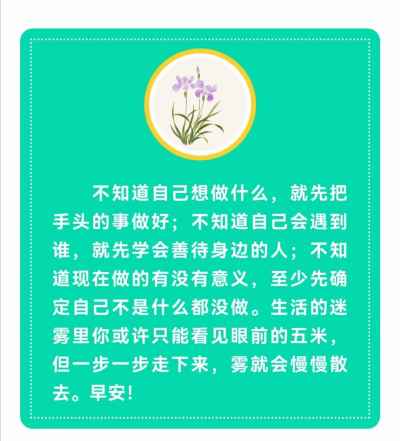 不知道自己想做什么，就先把
手头的事做好；不知道自己会遇到
谁，就先学会善待身边的人；不知
道现在做的有没有意义，至少先确
定自己不是什么都没做。生活的迷
雾里你或许只能看见眼前的五米，
但一步一步走下来，雾就会慢慢散
去。早安！